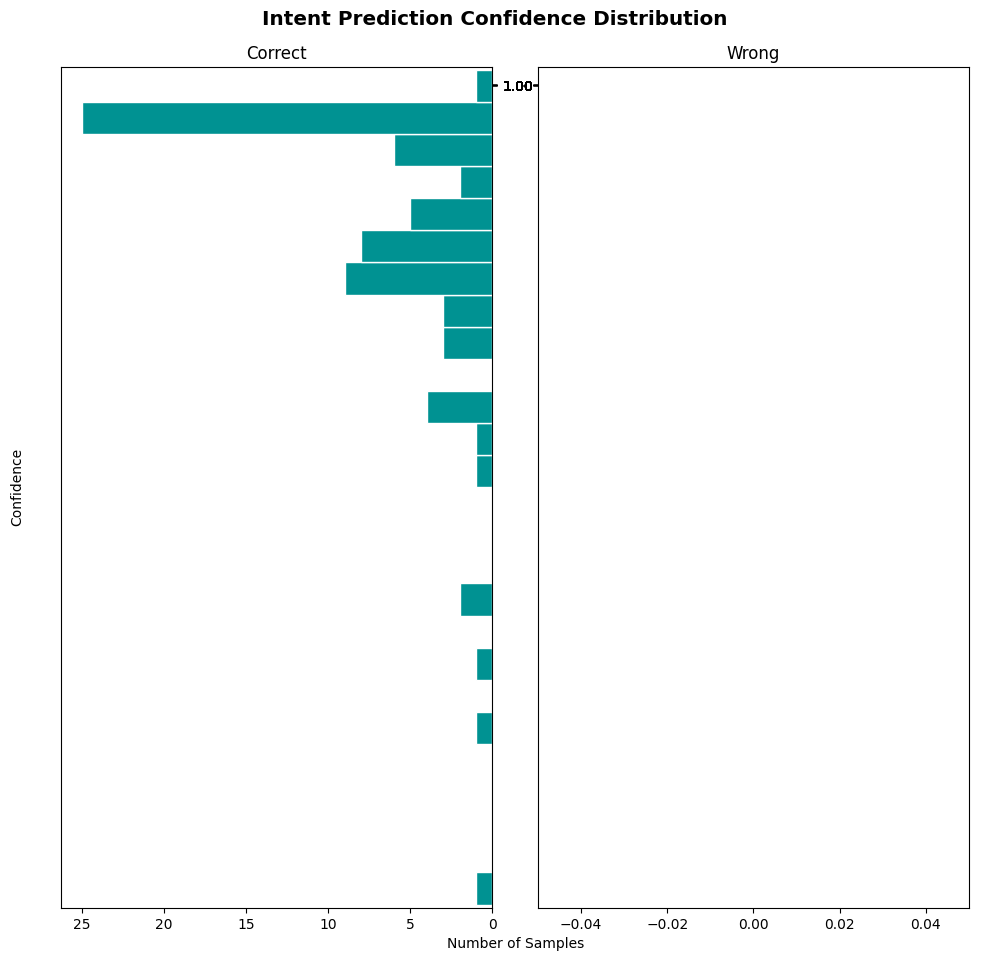 Intent Prediction Confidence Distribution
Correct
Wrong
1.00
Confidence
25 20 15 10 5 0
−0.04 −0.02 0.00 0.02 0.04
Number of Samples